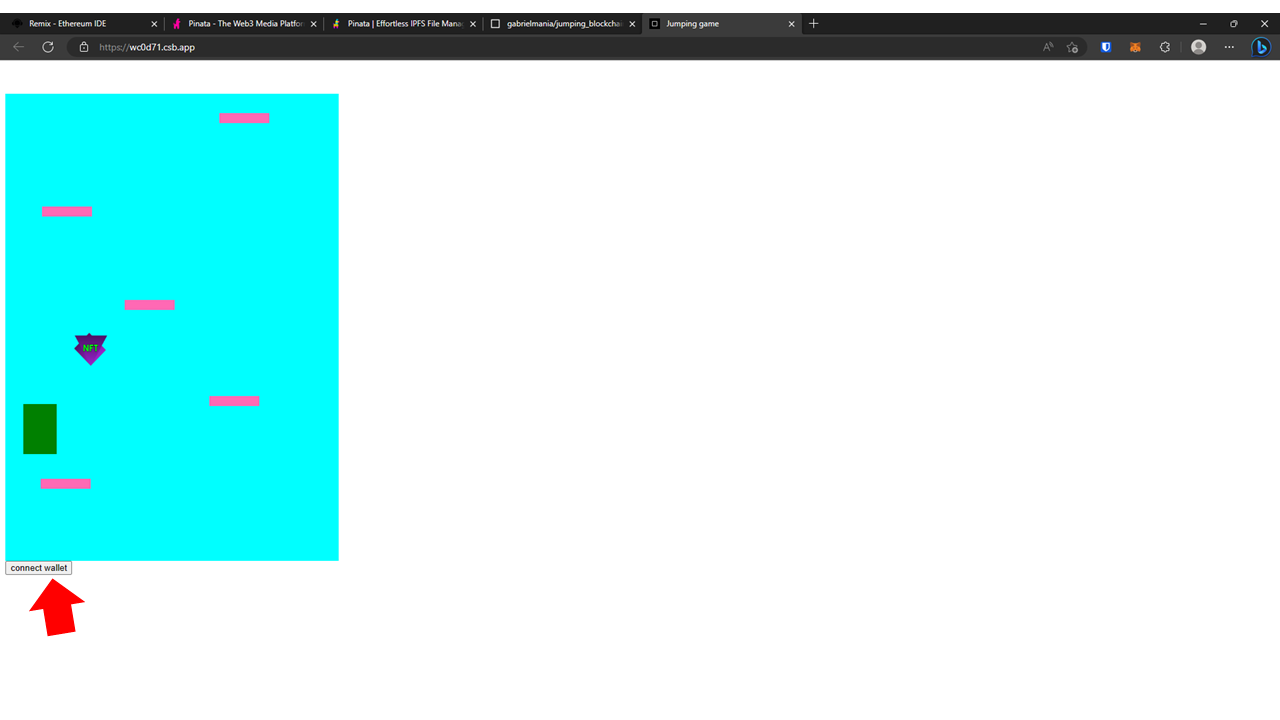 Remix - Ethereum IDE
Pinata - The Web3 Media Platfor
Pinata | Effortless IPFS File Mana
gabrielmania/jumping_blockcha
Jumping game
https://wc0d71.csb.app
NFT
connect wallet